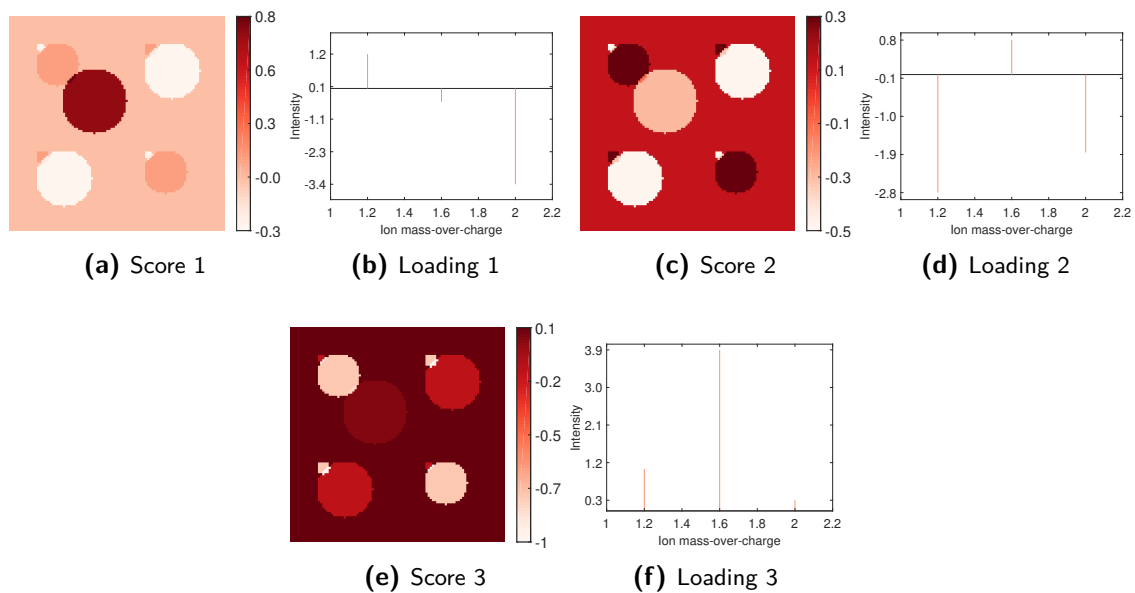 0.8
0.6
0.3
-0.0
-0.3
1.2
0.1
-1.1
-2.3
-3.4
Intensity
1 1.2 1.4 1.6 1.8 2 2.2
Ion mass-over-charge
0.3
0.1
-0.1
-0.3
-0.5
0.8
-0.1
-1.0
-1.9
-2.8
Intensity
1 1.2 1.4 1.6 1.8 2 2.2
Ion mass-over-charge
(a) Score 1
(b) Loading 1
(c) Score 2
(d) Loading 2
0.1
-0.2
-0.5
-0.7
-1
3.9
3.0
2.1
1.2
0.3
Intensity
1 1.2 1.4 1.6 1.8 2 2.2
Ion mass-over-charge
(e) Score 3
(f) Loading 3